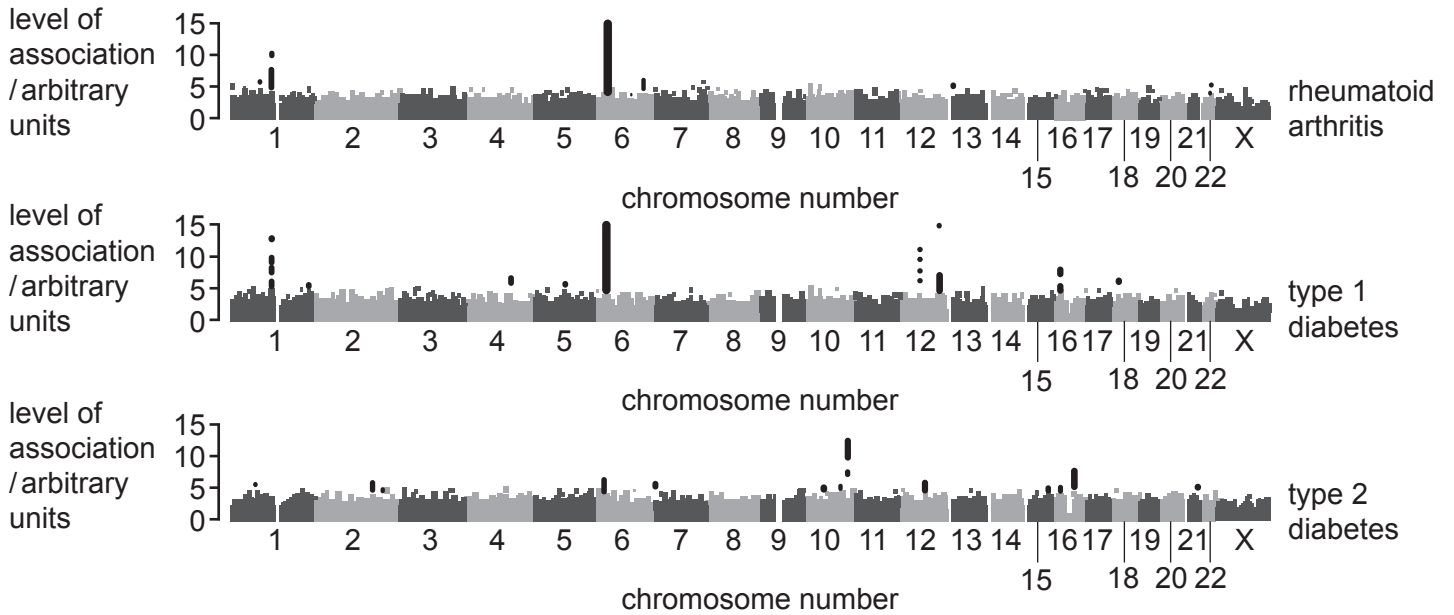 level of
association
/ arbitrary
units
15
10
5
0
rheumatoid
arthritis
1 2 3 4 5 6 7 8 9 10 11 12 13 14 16 17 19 21 X
15 18 20 22
chromosome number
level of
association
/ arbitrary
units
15
10
5
0
type 1
diabetes
1 2 3 4 5 6 7 8 9 10 11 12 13 14 16 17 19 21 X
15 18 20 22
chromosome number
level of
association
/ arbitrary
units
15
10
5
0
type 2
diabetes
1 2 3 4 5 6 7 8 9 10 11 12 13 14 16 17 19 21 X
15 18 20 22
chromosome number